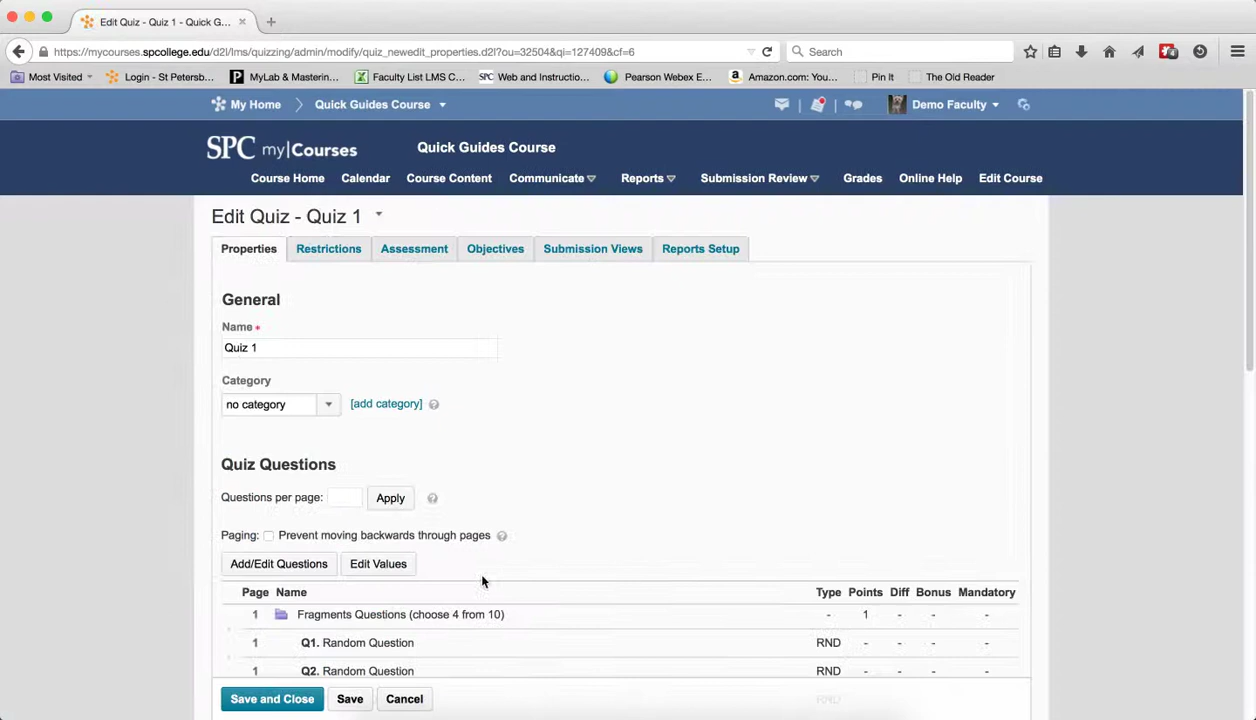 Edit Quiz - Quiz 1 - Quick G...
https://mycourses.spcollege.edu/d2l/lms/quizzing/admin/modify/quiz_newedit_properties.d2l?ou=32504&qi=127409&cf=6
Search
Most Visited
Login - St Petersb...
MyLab & Mastering...
Faculty List LMS C...
SPC Web and Instructio...
Pearson Webex E...
Amazon.com: You...
Pin It
The Old Reader
My Home
Quick Guides Course
Demo Faculty
SPC my|Courses
Quick Guides Course
Course Home
Calendar
Course Content
Communicate
Reports
Submission Review
Grades
Online Help
Edit Course
Edit Quiz - Quiz 1
Properties
Restrictions
Assessment
Objectives
Submission Views
Reports Setup
General
Name *
Quiz 1
Category
no category
[add category]
Quiz Questions
Questions per page:
Apply
Paging:
Prevent moving backwards through pages
Add/Edit Questions
Edit Values
Page Name Type Points Diff Bonus Mandatory
1 Fragments Questions (choose 4 from 10) - 1 - - -
1 Q1. Random Question RND - - - -
1 Q2. Random Question RND - - - -
Save and Close
Save
Cancel
RND